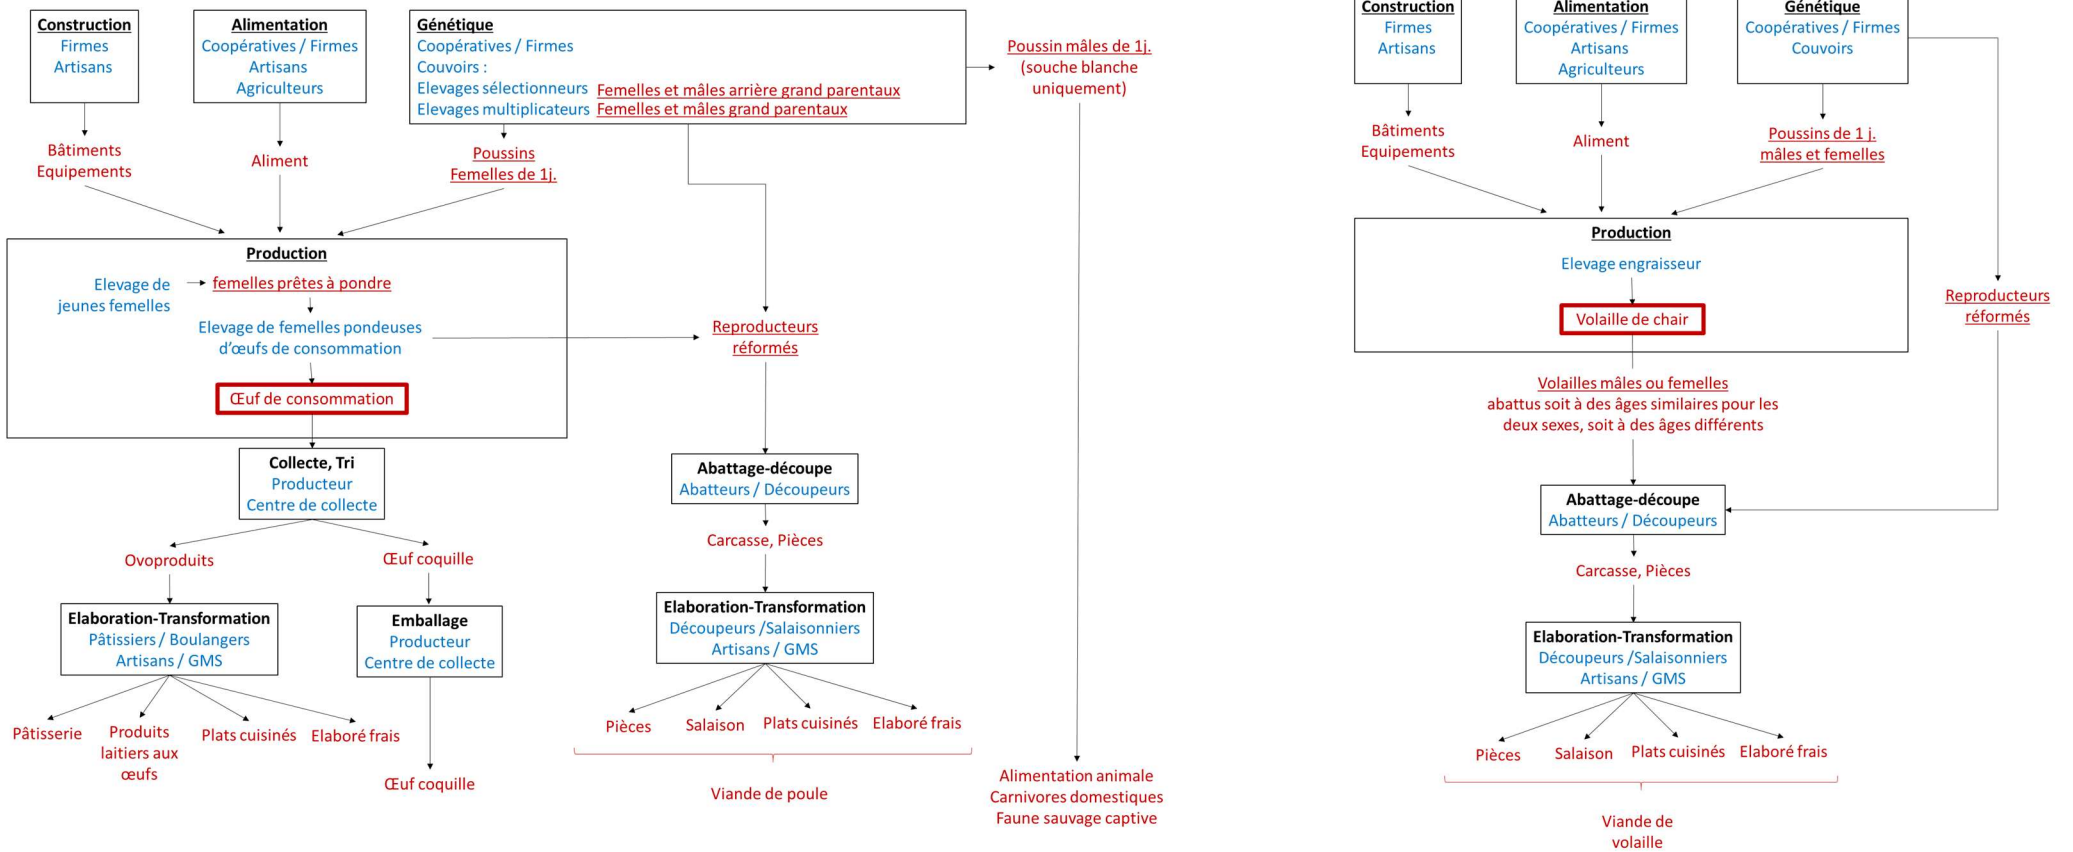 Construction
Firmes
Artisans
Alimentation
Coopératives / Firmes
Artisans
Agriculteurs
Génétique
Coopératives / Firmes
Couvoirs :
Elevages sélectionneurs Femelles et mâles arrière grand parentaux
Elevages multiplicateurs Femelles et mâles grand parentaux
Poussin mâles de 1j.
(souche blanche
uniquement)
Bâtiments
Equipements
Aliment
Poussins
Femelles de 1j.
Production
Elevage de
jeunes femelles
femelles prêtes à pondre
Elevage de femelles pondeuses
d'œufs de consommation
Œuf de consommation
Reproducteurs
réformés
Collecte, Tri
Producteur
Centre de collecte
Ovoproduits
Œuf coquille
Elaboration-Transformation
Pâtissiers / Boulangers
Artisans / GMS
Emballage
Producteur
Centre de collecte
Pâtisserie
Produits
laitiers aux
œufs
Plats cuisinés
Elaboré frais
Œuf coquille
Abattage-découpe
Abatteurs / Découpeurs
Carcasse, Pièces
Elaboration-Transformation
Découpeurs /Salaisonniers
Artisans / GMS
Pièces
Salaison
Plats cuisinés
Elaboré frais
Viande de poule
Alimentation animale
Carnivores domestiques
Faune sauvage captive
Construction
Firmes
Artisans
Alimentation
Coopératives / Firmes
Artisans
Agriculteurs
Génétique
Coopératives / Firmes
Couvoirs
Bâtiments
Equipements
Aliment
Poussins de 1 j.
mâles et femelles
Production
Elevage engraisseur
Volaille de chair
Reproducteurs
réformés
Volailles mâles ou femelles
abattus soit à des âges similaires pour les
deux sexes, soit à des âges différents
Abattage-découpe
Abatteurs / Découpeurs
Carcasse, Pièces
Elaboration-Transformation
Découpeurs /Salaisonniers
Artisans / GMS
Pièces
Salaison
Plats cuisinés
Elaboré frais
Viande de
volaille